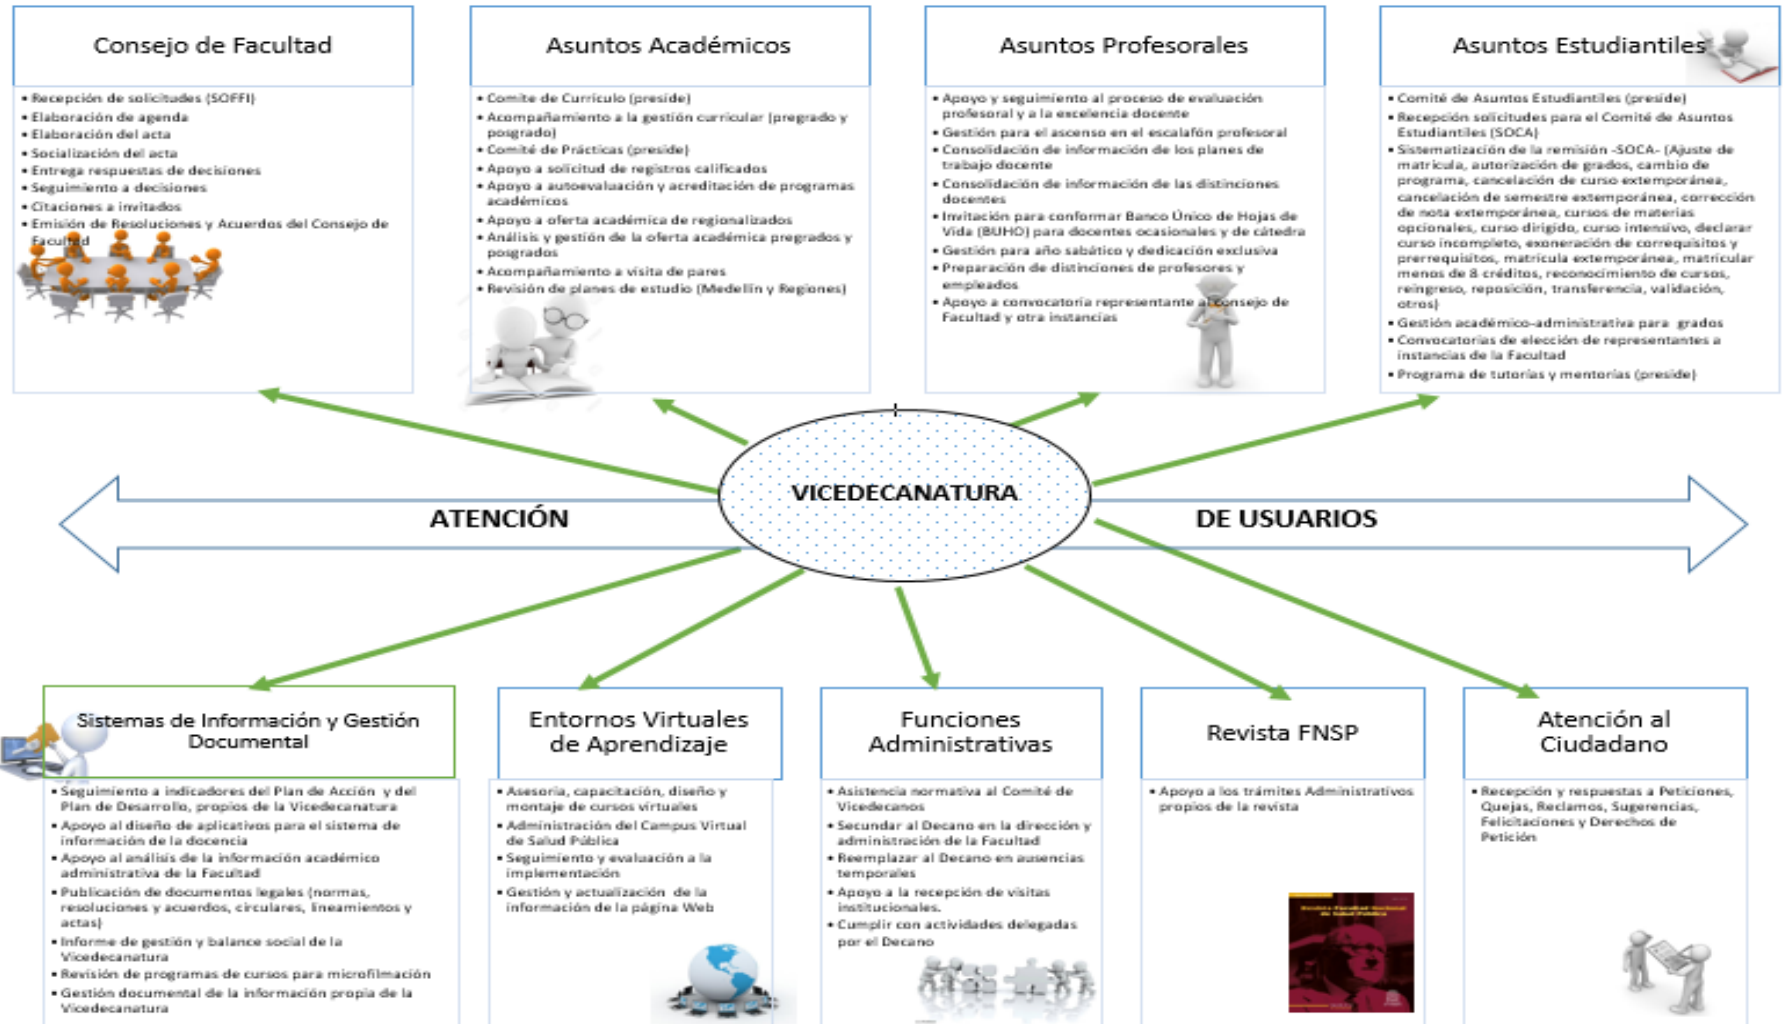 Consejo de Facultad
• Recepción de solicitudes (SOFFI)
• Elaboración de agenda
• Elaboración del acta
• Socialización del acta
• Entrega respuestas de decisiones
• Seguimiento a decisiones
• Citaciones a invitados
• Emisión de Resoluciones y Acuerdos del Consejo de
Facultad
Asuntos Académicos
• Comite de Currículo (preside)
• Acompañamiento a la gestión curricular (pregrado y
posgrado)
• Comité de Prácticas (preside)
• Apoyo a solicitud de registros calificados
• Apoyo a autoevaluación y acreditación de programas
académicos
• Apoyo a oferta académica de regionalizados
• Análisis y gestión de la oferta académica pregrados y
posgrados
• Acompañamiento a visita de pares
• Revisión de planes de estudio (Medellín y Regiones)
Asuntos Profesorales
• Apoyo y seguimiento al proceso de evaluación
profesoral y a la excelencia docente
• Gestión para el ascenso en el escalafón profesoral
• Consolidación de información de los planes de
trabajo docente
• Consolidación de información de las distinciones
docentes
• Invitación para conformar Banco Único de Hojas de
Vida (BUHO) para docentes ocasionales y de cátedra
• Gestión para año sabático y dedicación exclusiva
• Preparación de distinciones de profesores y
empleados
• Apoyo a convocatoria representante al consejo de
Facultad y otra instancias
Asuntos Estudiantiles
• Comité de Asuntos Estudiantiles (preside)
• Recepción solicitudes para el Comité de Asuntos
Estudiantiles (SOCA)
• Sistematización de la remisión -SOCA- (Ajuste de
matrícula, autorización de grados, cambio de
programa, cancelación de curso extemporánea,
cancelación de semestre extemporánea, corrección
de nota extemporánea, cursos de materias
opcionales, curso dirigido, curso intensivo, declarar
curso incompleto, exoneración de correquisitos y
prerrequisitos, matrícula extemporánea, matricular
menos de 8 créditos, reconocimiento de cursos,
reingreso, reposición, transferencia, validación,
otros)
• Gestión académico-administrativa para grados
• Convocatorias de elección de representantes a
instancias de la Facultad
• Programa de tutorías y mentorías (preside)
VICEDECANATURA
ATENCIÓN DE USUARIOS
Sistemas de Información y Gestión
Documental
• Seguimiento a indicadores del Plan de Acción y del
Plan de Desarrollo, propios de la Vicedecanatura
• Apoyo al diseño de aplicativos para el sistema de
información de la docencia
• Apoyo al análisis de la información académico
administrativa de la Facultad
• Publicación de documentos legales (normas,
resoluciones y acuerdos, circulares, lineamientos y
actas)
• Informe de gestión y balance social de la
Vicedecanatura
• Revisión de programas de cursos para microfilmación
• Gestión documental de la información propia de la
Vicedecanatura
Entornos Virtuales
de Aprendizaje
• Asesoría, capacitación, diseño y
montaje de cursos virtuales
• Administración del Campus Virtual
de Salud Pública
• Seguimiento y evaluación a la
implementación
• Gestión y actualización de la
información de la página Web
Funciones
Administrativas
• Asistencia normativa al Comité de
Vicedecanos
• Secundar al Decano en la dirección y
administración de la Facultad
• Reemplazar al Decano en ausencias
temporales
• Apoyo a la recepción de visitas
institucionales.
• Cumplir con actividades delegadas
por el Decano
Revista FNSP
• Apoyo a los trámites Administrativos
propios de la revista
Revista Facultad Nacional
de Salud Pública
Atención al
Ciudadano
• Recepción y respuestas a Peticiones,
Quejas, Reclamos, Sugerencias,
Felicitaciones y Derechos de
Petición